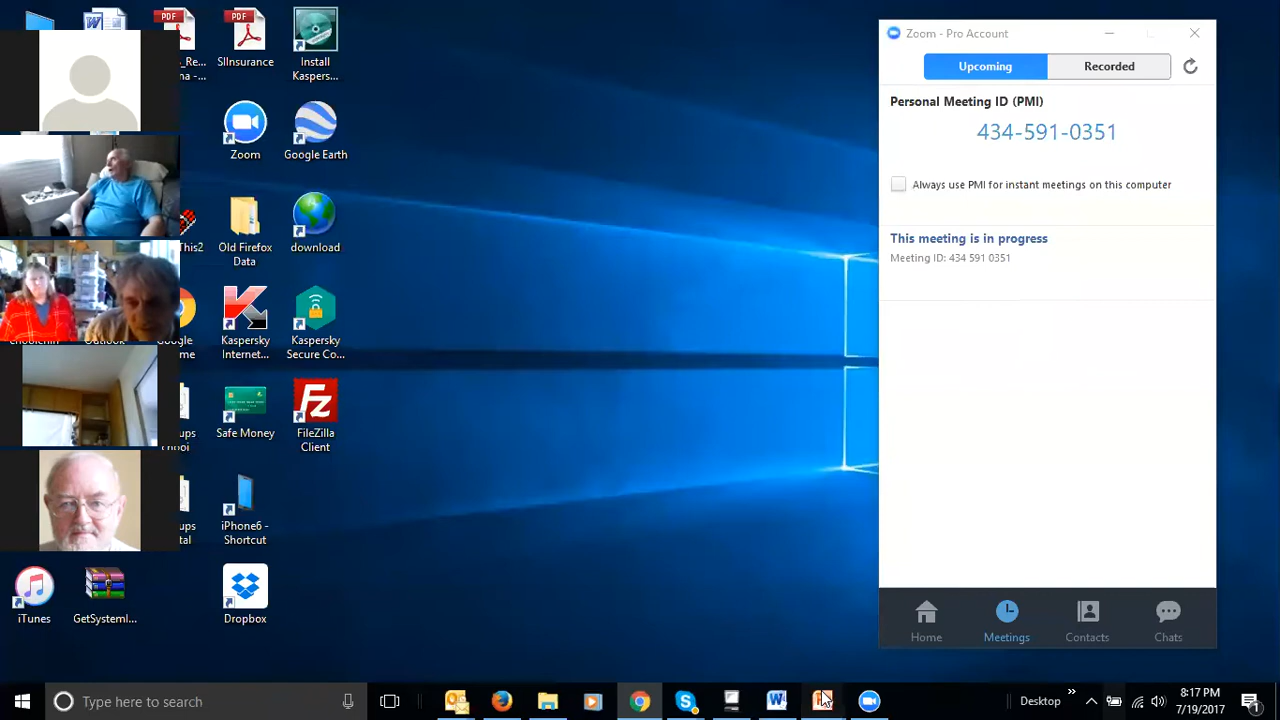 PDF
PDF
_Re...
na -...
SIInsurance
Install
Kaspers...
Zoom
Google Earth
This2
Old Firefox
Data
download
Outlook
Google
me
Kaspersky
Internet...
Kaspersky
Secure Co...
Safe Money
FileZilla
Client
iPhone6 -
Shortcut
iTunes
GetSystemI...
Dropbox
Zoom - Pro Account
Upcoming
Recorded
Personal Meeting ID (PMI)
434-591-0351
Always use PMI for instant meetings on this computer
This meeting is in progress
Meeting ID: 434 591 0351
Home
Meetings
Contacts
Chats
Type here to search
Desktop
8:17 PM
7/19/2017